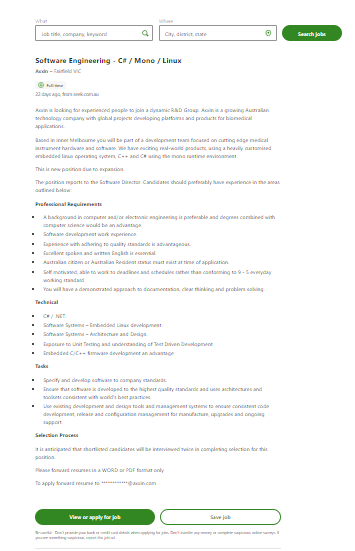 What
Where
Job title, company, keyword
City, district, state
Search jobs
Software Engineering - C# / Mono / Linux
Axxin – Fairfield VIC
Full time
22 days ago, from seek.com.au
Axxin is looking for experienced people to join a dynamic R&D Group. Axxin is a growing Australian
technology company with global projects developing platforms and products for biomedical
applications.
Based in inner Melbourne you will be part of a development team focused on cutting edge medical
instrument hardware and software. We have exciting real-world products, using a heavily customised
embedded linux operating system, C++ and C# using the mono runtime environment.
This is new position due to expansion.
The position reports to the Software Director. Candidates should preferably have experience in the areas
outlined below:
Professional Requirements
A background in computer and/or electronic engineering is preferable and degrees combined with
computer science would be an advantage.
Software development work experience.
Experience with adhering to quality standards is advantageous.
Excellent spoken and written English is essential.
Australian citizen or Australian Resident status must exist at time of application.
Self motivated, able to work to deadlines and schedules rather than conforming to 9 – 5 everyday
working standard.
You will have a demonstrated approach to documentation, clear thinking and problem solving.
Technical
C# / .NET.
Software Systems – Embedded Linux development.
Software Systems – Architecture and Design.
Exposure to Unit Testing and understanding of Test Driven Development
Embedded C/C++ firmware development an advantage
Tasks
Specify and develop software to company standards.
Ensure that software is developed to the highest quality standards and uses architectures and
toolsets consistent with world's best practices
Use existing development and design tools and management systems to ensure consistent code
development, release and configuration management for manufacture, upgrades and ongoing
support
Selection Process
It is anticipated that shortlisted candidates will be interviewed twice in completing selection for this
position.
Please forward resumes in a WORD or PDF format only
To apply forward resume to ************@axxin.com
View or apply for job
Save job
Be careful - Don't provide your bank or credit card details when applying for jobs. Don't transfer any money or complete suspicious online surveys. If
you see something suspicious, report this job ad.